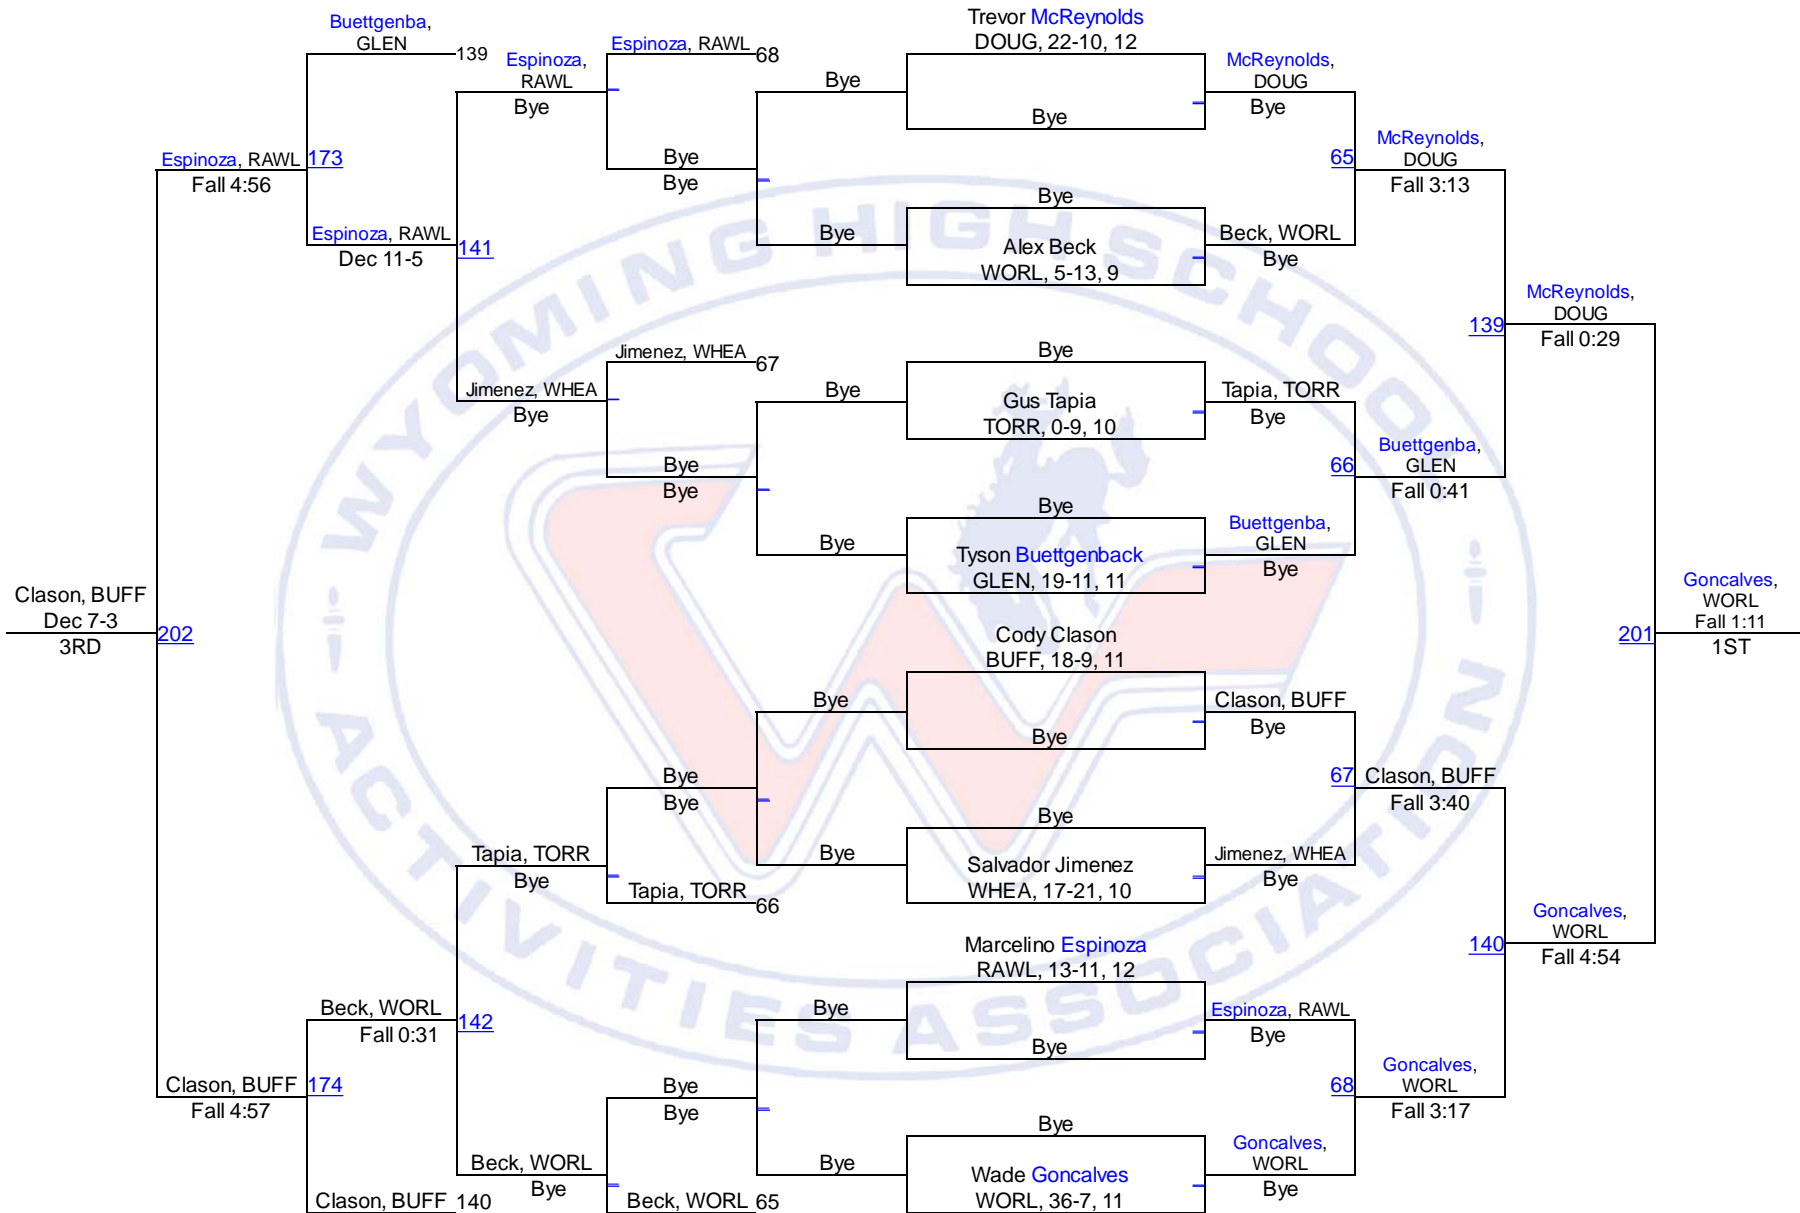 Buettgenba,
GLEN
139
Espinoza, RAWL
Fall 4:56
173
Espinoza, RAWL
Dec 11-5
141
Espinoza,
RAWL
Bye
Espinoza, RAWL
68
Bye
Bye
Jimenez, WHEA
Bye
Jimenez, WHEA
67
Bye
Bye
Clason, BUFF
Dec 7-3
3RD
202
Tapia, TORR
Bye
Bye
Bye
Tapia, TORR
66
Beck, WORL
Fall 0:31
142
Clason, BUFF
Fall 4:57
174
Clason, BUFF
140
Beck, WORL
Bye
Bye
Bye
Beck, WORL
65
Bye
Bye
Bye
Bye
Bye
Bye
Bye
Bye
Trevor McReynolds
DOUG, 22-10, 12
Bye
Bye
Alex Beck
WORL, 5-13, 9
Bye
Gus Tapia
TORR, 0-9, 10
Bye
Tyson Buettgenback
GLEN, 19-11, 11
Cody Clason
BUFF, 18-9, 11
Bye
Bye
Salvador Jimenez
WHEA, 17-21, 10
Marcelino Espinoza
RAWL, 13-11, 12
Bye
Bye
Wade Goncalves
WORL, 36-7, 11
McReynolds,
DOUG
Bye
Beck, WORL
Bye
Tapia, TORR
Bye
Buettgenba,
GLEN
Bye
Clason, BUFF
Bye
Jimenez, WHEA
Bye
Espinoza, RAWL
Bye
Goncalves,
WORL
Bye
65
McReynolds,
DOUG
Fall 3:13
66
Buettgenba,
GLEN
Fall 0:41
67
Clason, BUFF
Fall 3:40
68
Goncalves,
WORL
Fall 3:17
139
McReynolds,
DOUG
Fall 0:29
140
Goncalves,
WORL
Fall 4:54
201
Goncalves,
WORL
Fall 1:11
1ST
WYOMING HIGH SCHOOL
ACTIVITIES ASSOCIATION